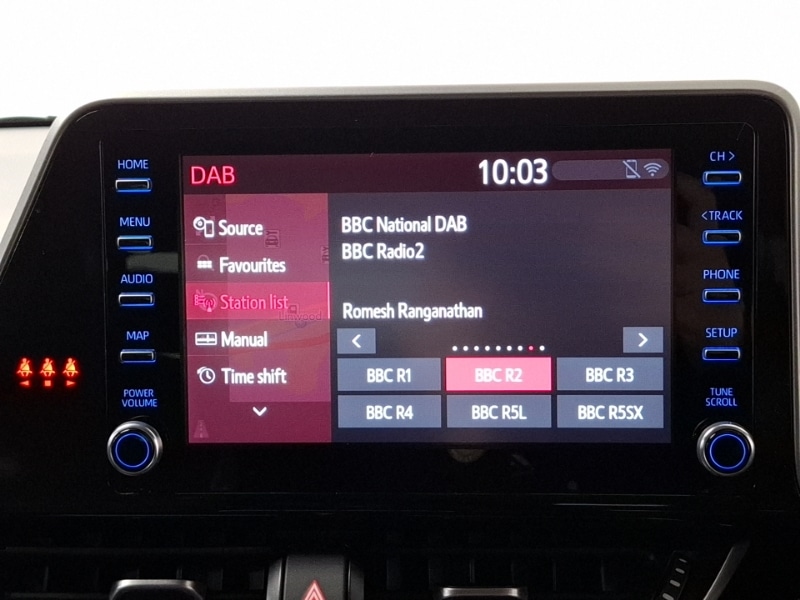 HOME
MENU
AUDIO
MAP
POWER
VOLUME
DAB
10:03
Source
Favourites
Station list
Manual
Time shift
BBC National DAB
BBC Radio2
Romesh Ranganathan
BBC R1
BBC R2
BBC R3
BBC R4
BBC R5L
BBC R5SX
CH >
< TRACK
PHONE
SETUP
TUNE
SCROLL